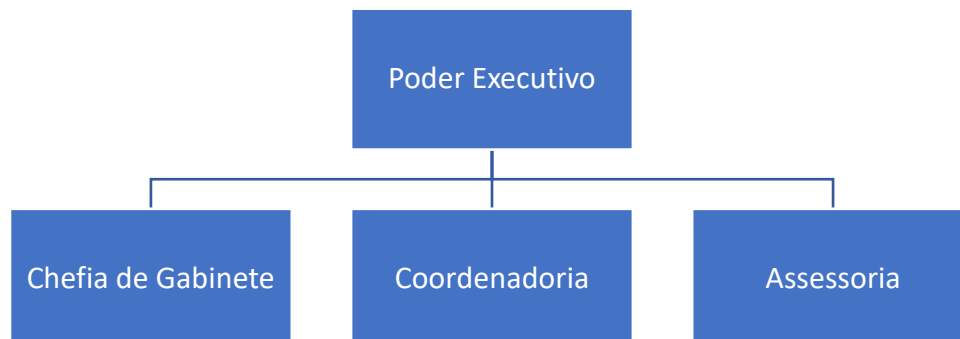 Poder Executivo
Chefia de Gabinete
Coordenadoria
Assessoria